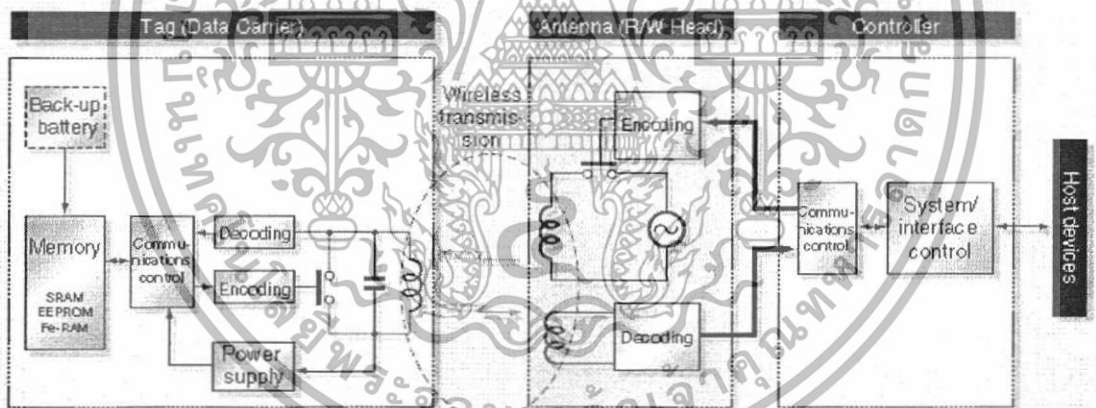 Tag (Data Carrier)
Antenna (R/W Head)
Controller
Back-up
battery
Memory
SRAM
EEPROM
Fe-RAM
Commu-
nications
control
Decoding
Encoding
Power
supply
Wireless
transmis-
sion
Encoding
Decoding
Commu-
nications
control
System/
interface
control
Host devices